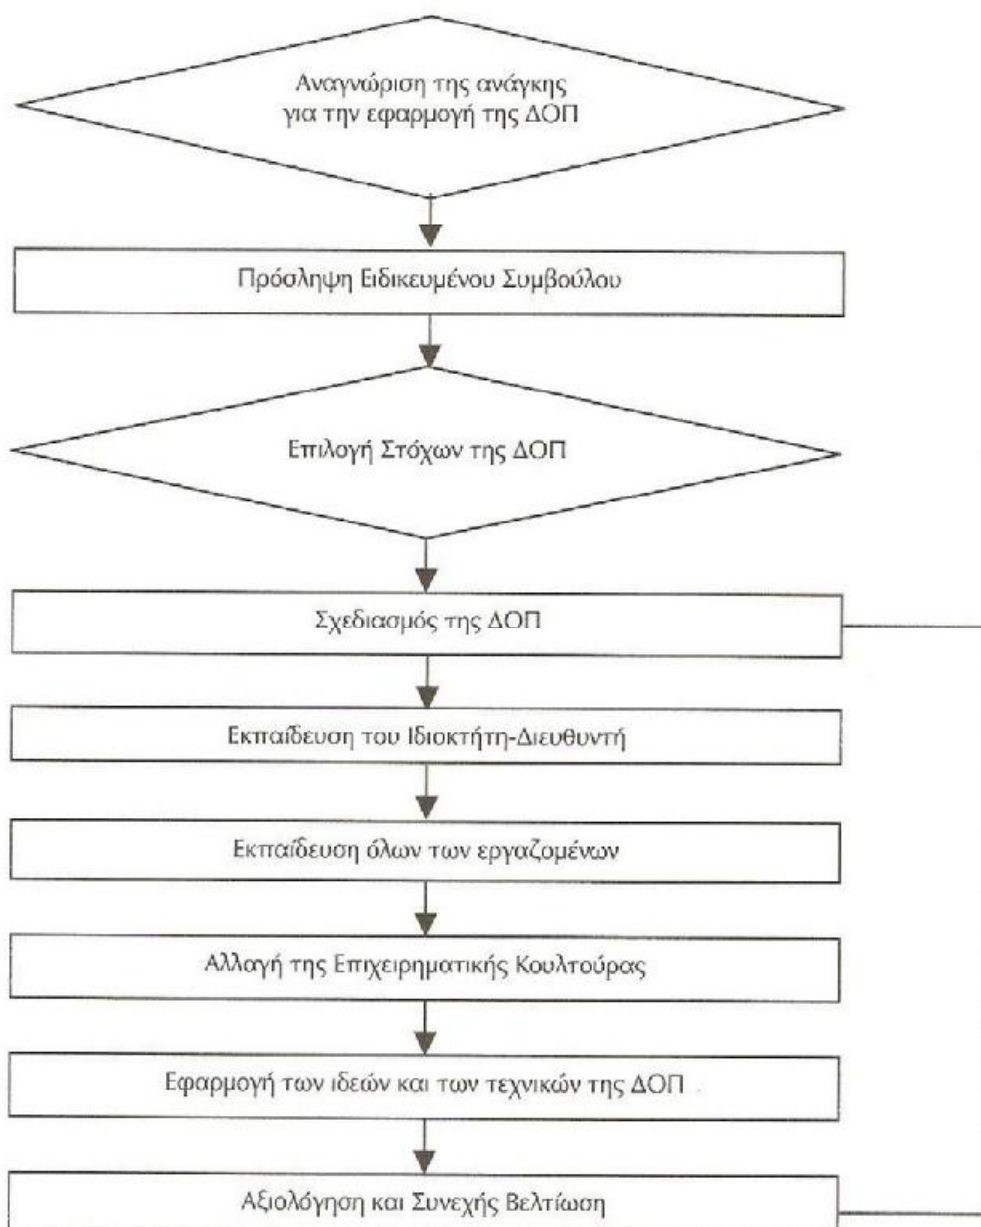 Αναγνώριση της ανάγκης
για την εφαρμογή της ΔΟΠ
Πρόσληψη Ειδικευμένου Συμβούλου
Επιλογή Στόχων της ΔΟΠ
Σχεδιασμός της ΔΟΠ
Εκπαίδευση του Ιδιοκτήτη-Διευθυντή
Εκπαίδευση όλων των εργαζομένων
Αλλαγή της Επιχειρηματικής Κουλτούρας
Εφαρμογή των ιδεών και των τεχνικών της ΔΟΠ
Αξιολόγηση και Συνεχής Βελτίωση